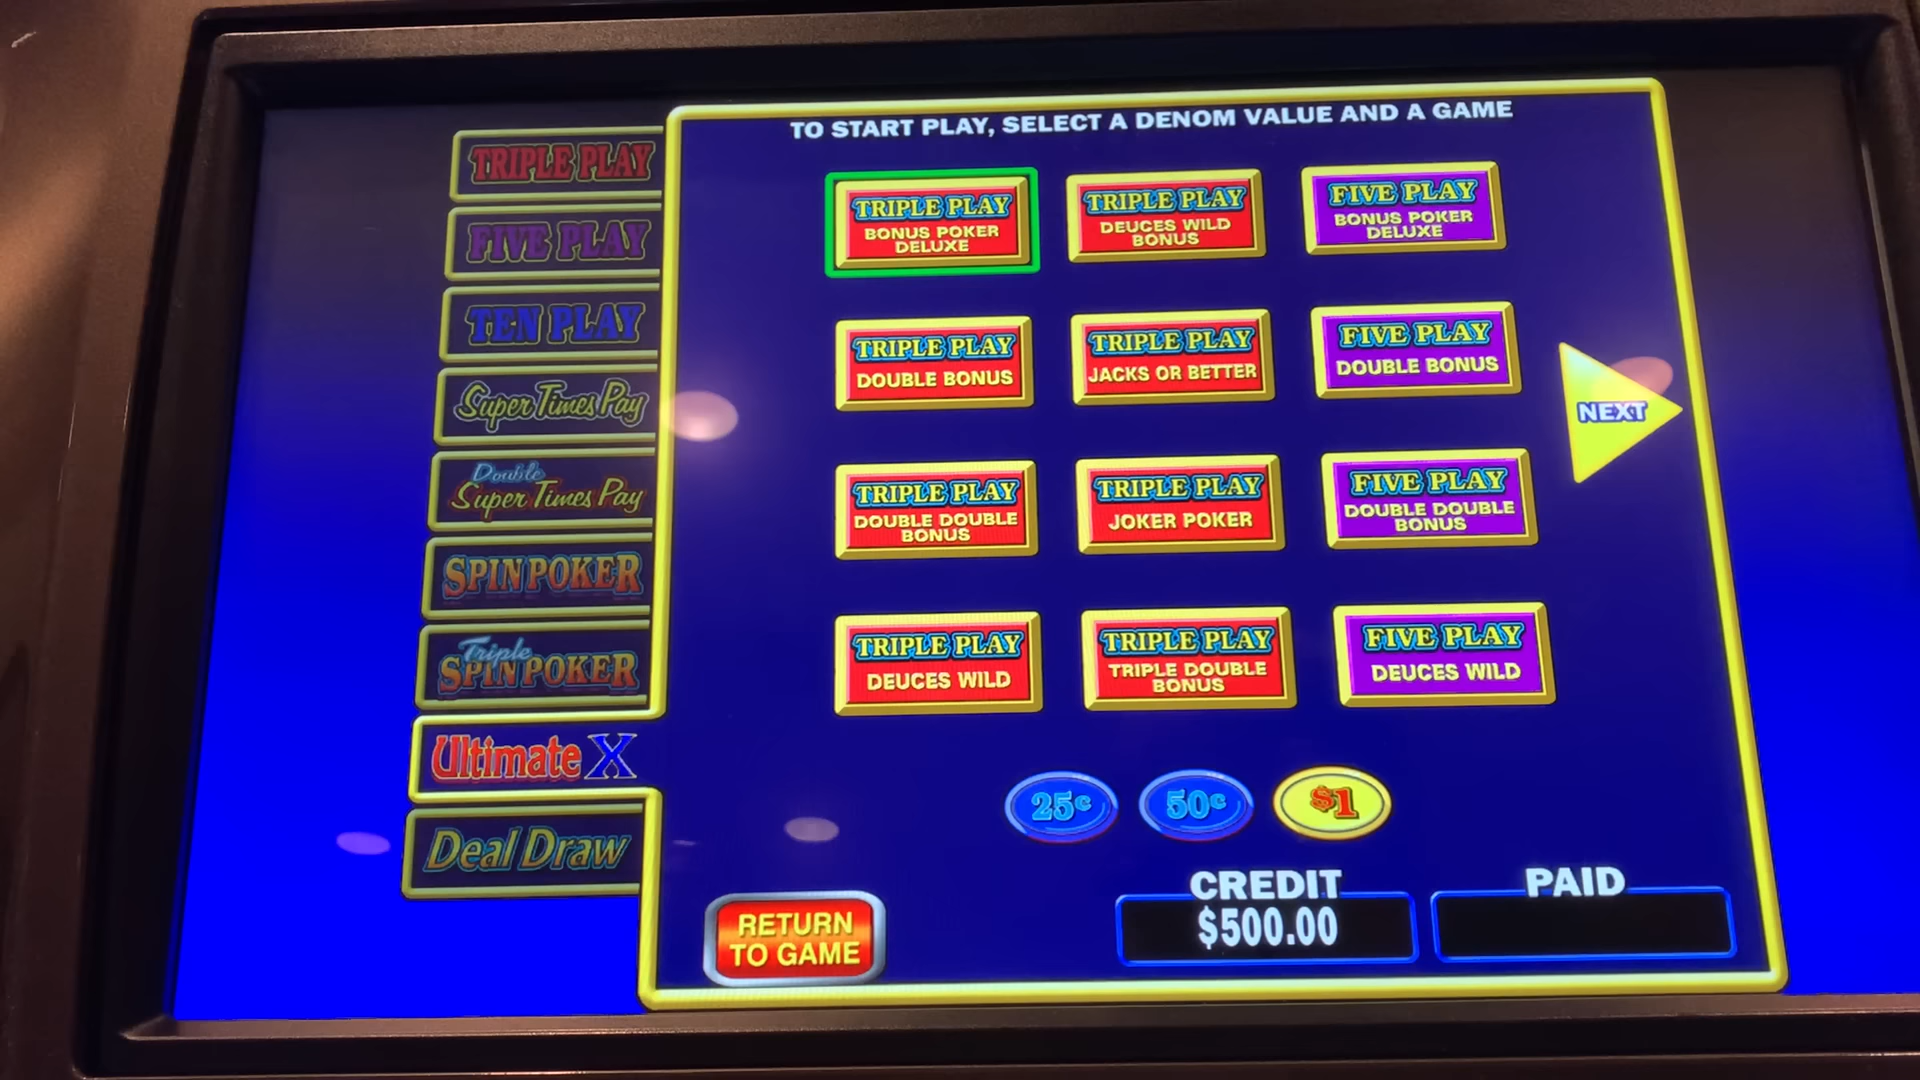 TO START PLAY, SELECT A DENOM VALUE AND A GAME
TRIPLE PLAY
FIVE PLAY
TEN PLAY
Super Times Pay
Double
Super Times Pay
SPIN POKER
Triple
SPIN POKER
Ultimate X
Deal Draw
TRIPLE PLAY
BONUS POKER
DELUXE
TRIPLE PLAY
DEUCES WILD
BONUS
FIVE PLAY
BONUS POKER
DELUXE
TRIPLE PLAY
DOUBLE BONUS
TRIPLE PLAY
JACKS OR BETTER
FIVE PLAY
DOUBLE BONUS
NEXT
TRIPLE PLAY
DOUBLE DOUBLE
BONUS
TRIPLE PLAY
JOKER POKER
FIVE PLAY
DOUBLE DOUBLE
BONUS
TRIPLE PLAY
DEUCES WILD
TRIPLE PLAY
TRIPLE DOUBLE
BONUS
FIVE PLAY
DEUCES WILD
25¢
50¢
$1
RETURN
TO GAME
CREDIT
$500.00
PAID